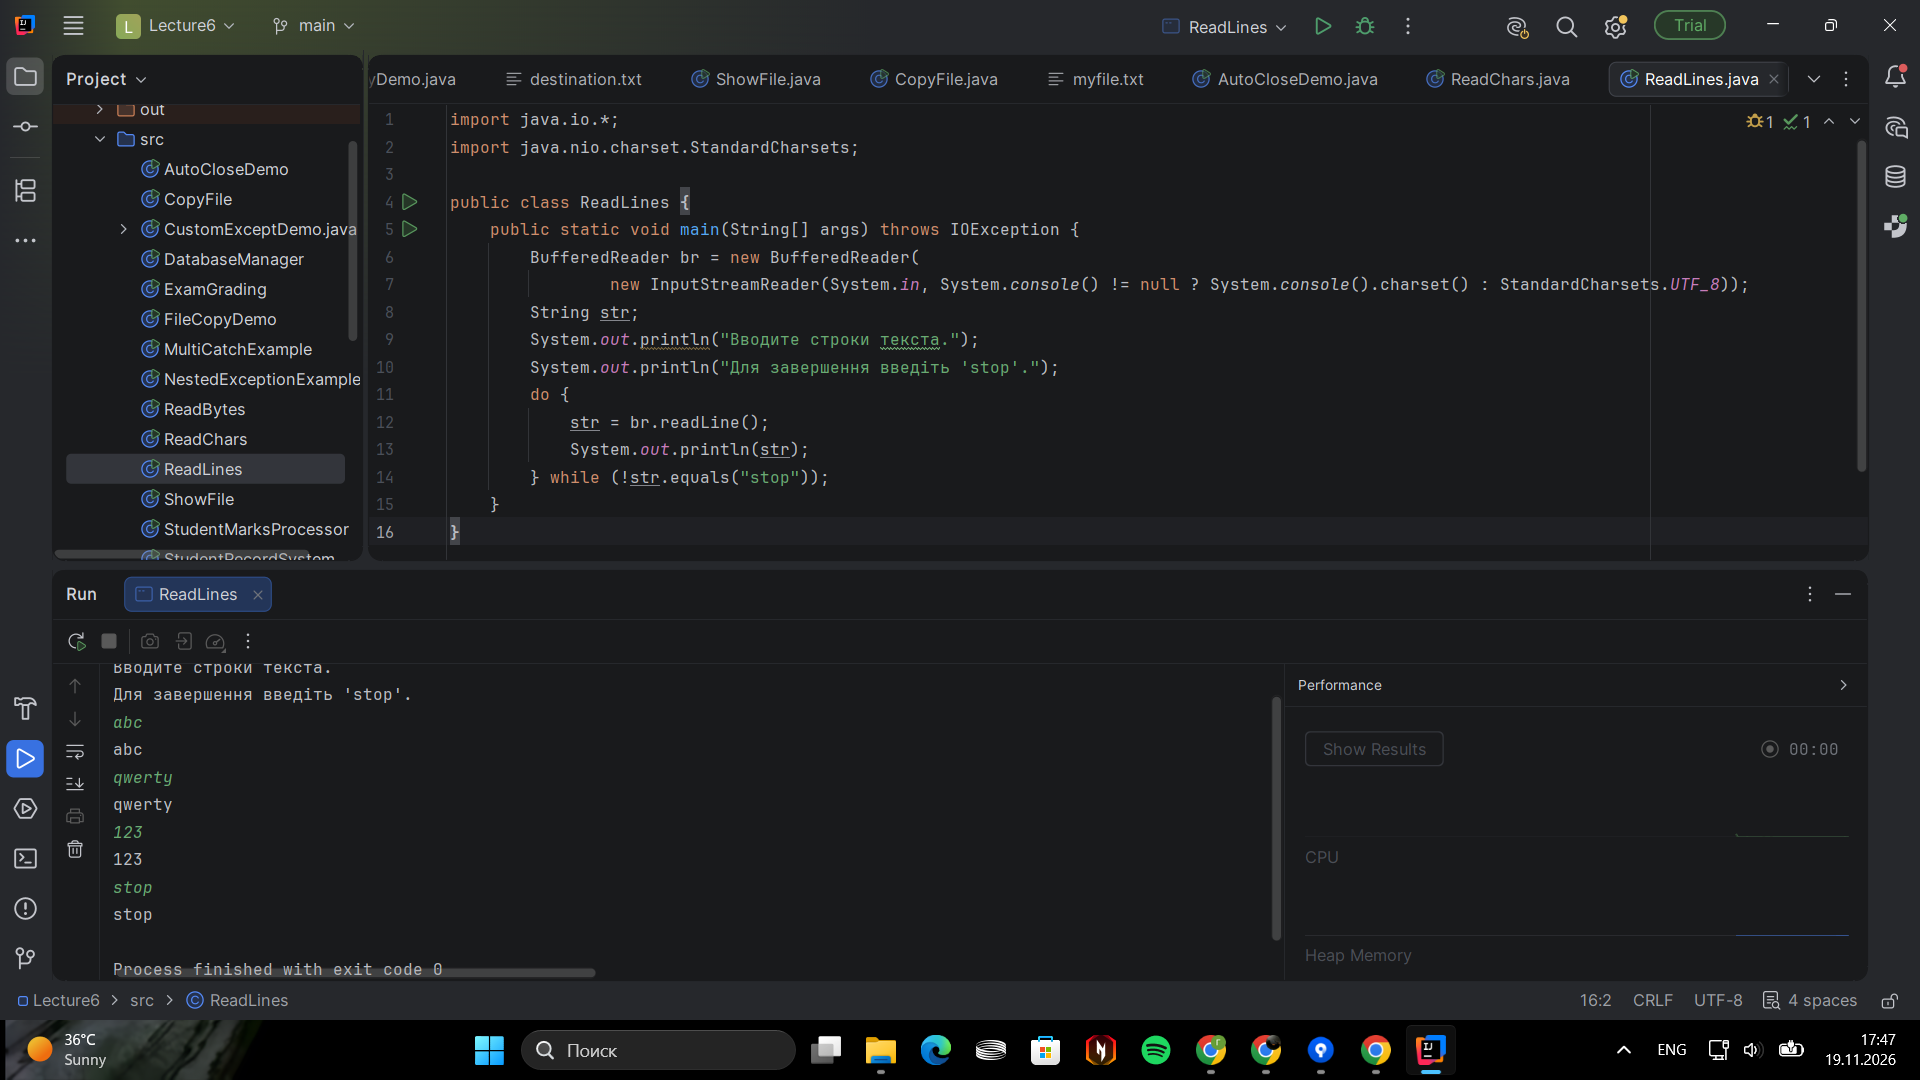 L Lecture6 main ReadLines Trial
Project
yDemo.java destination.txt ShowFile.java CopyFile.java myfile.txt AutoCloseDemo.java ReadChars.java ReadLines.java
out
src
AutoCloseDemo
CopyFile
CustomExceptDemo.java
DatabaseManager
ExamGrading
FileCopyDemo
MultiCatchExample
NestedExceptionExample
ReadBytes
ReadChars
ReadLines
ShowFile
StudentMarksProcessor
StudentRecordSystem
1 import java.io.*;
2 import java.nio.charset.StandardCharsets;
3
4 public class ReadLines {
5 public static void main(String[] args) throws IOException {
6 BufferedReader br = new BufferedReader(
7 new InputStreamReader(System.in, System.console() != null ? System.console().charset() : StandardCharsets.UTF_8));
8 String str;
9 System.out.println("Вводите строки текста.");
10 System.out.println("Для завершення введіть 'stop'.");
11 do {
12 str = br.readLine();
13 System.out.println(str);
14 } while (!str.equals("stop"));
15 }
16 }
1 1
Run ReadLines
Вводите строки текста.
Для завершення введіть 'stop'.
abc
abc
qwerty
qwerty
123
123
stop
stop
Process finished with exit code 0
Performance
Show Results 00:00
CPU
Heap Memory
Lecture6 src ReadLines 16:2 CRLF UTF-8 4 spaces
36°C
Sunny
Поиск
ENG
17:47
19.11.2026